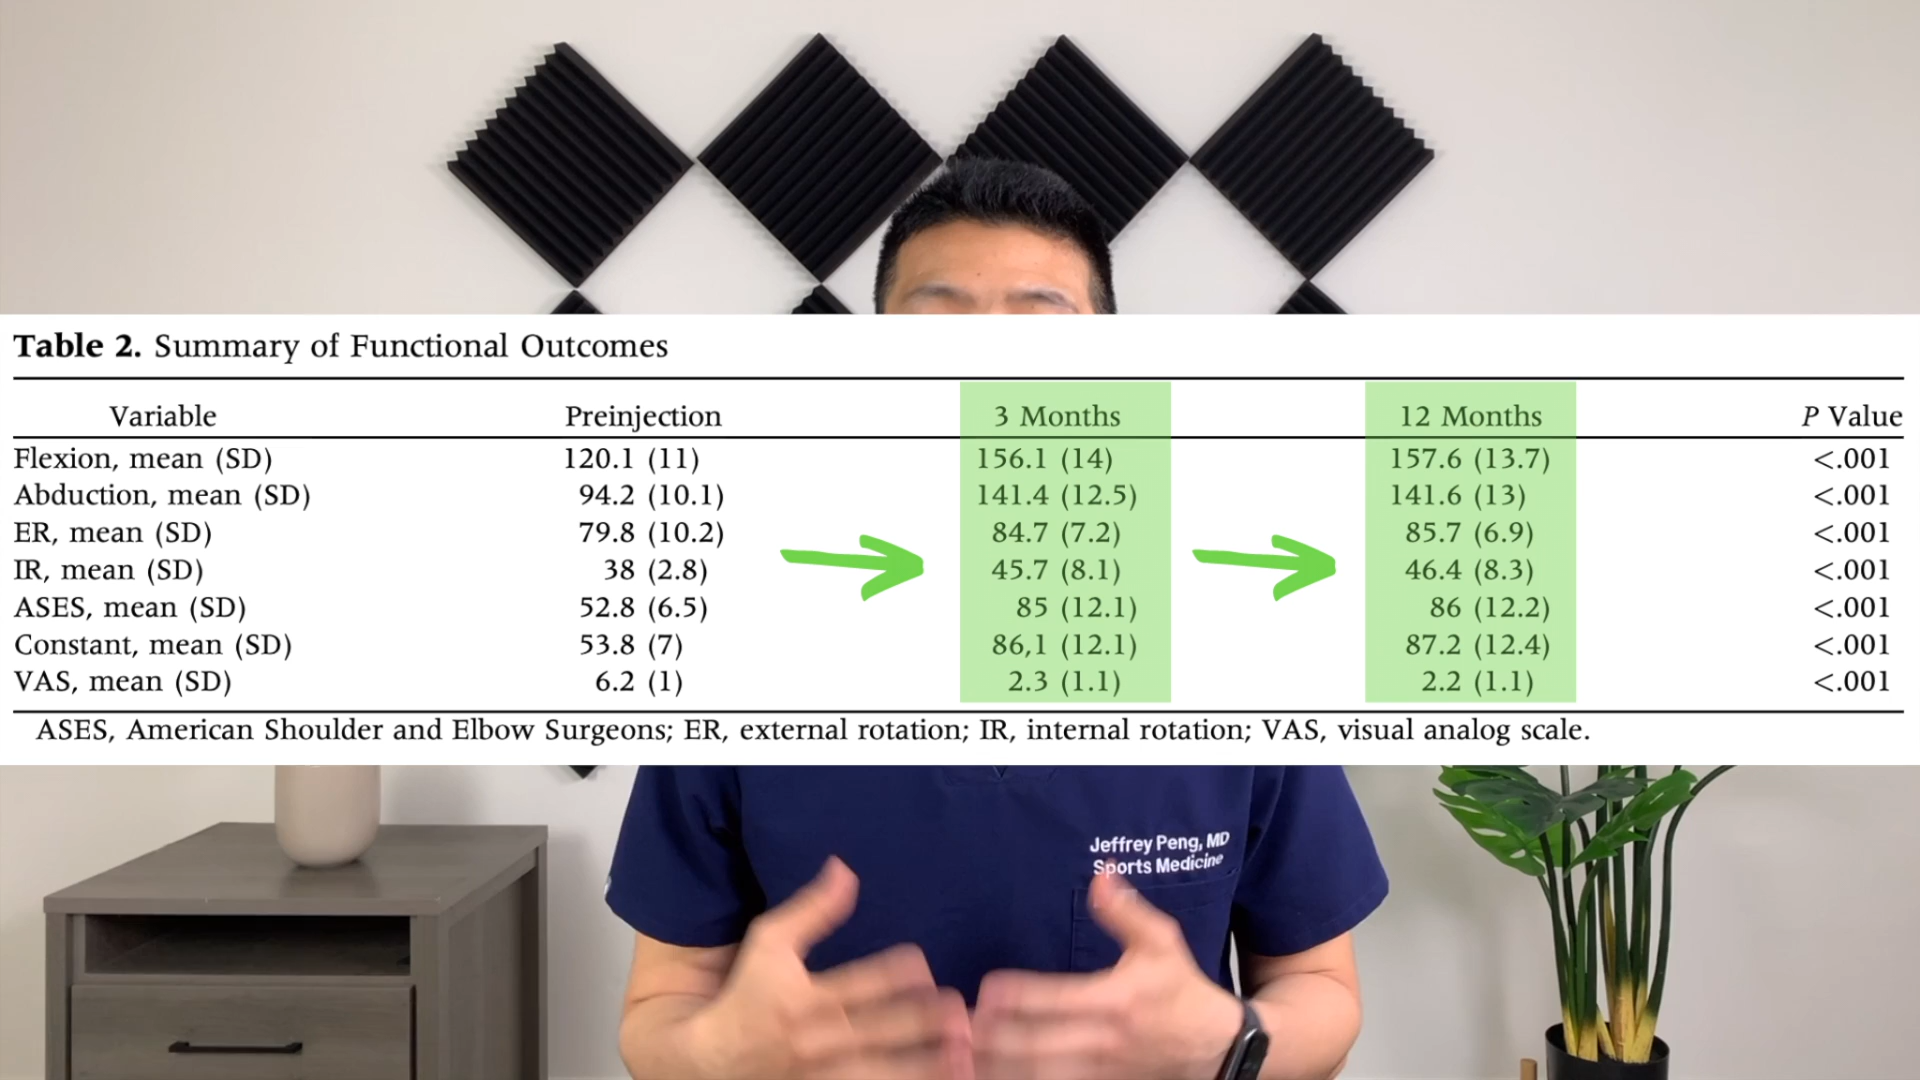 Table 2. Summary of Functional Outcomes
Variable Preinjection 3 Months 12 Months P Value
Flexion, mean (SD) 120.1 (11) 156.1 (14) 157.6 (13.7) <.001
Abduction, mean (SD) 94.2 (10.1) 141.4 (12.5) 141.6 (13) <.001
ER, mean (SD) 79.8 (10.2) 84.7 (7.2) 85.7 (6.9) <.001
IR, mean (SD) 38 (2.8) 45.7 (8.1) 46.4 (8.3) <.001
ASES, mean (SD) 52.8 (6.5) 85 (12.1) 86 (12.2) <.001
Constant, mean (SD) 53.8 (7) 86,1 (12.1) 87.2 (12.4) <.001
VAS, mean (SD) 6.2 (1) 2.3 (1.1) 2.2 (1.1) <.001
ASES, American Shoulder and Elbow Surgeons; ER, external rotation; IR, internal rotation; VAS, visual analog scale.
Jeffrey Peng, MD
Sports Medicine